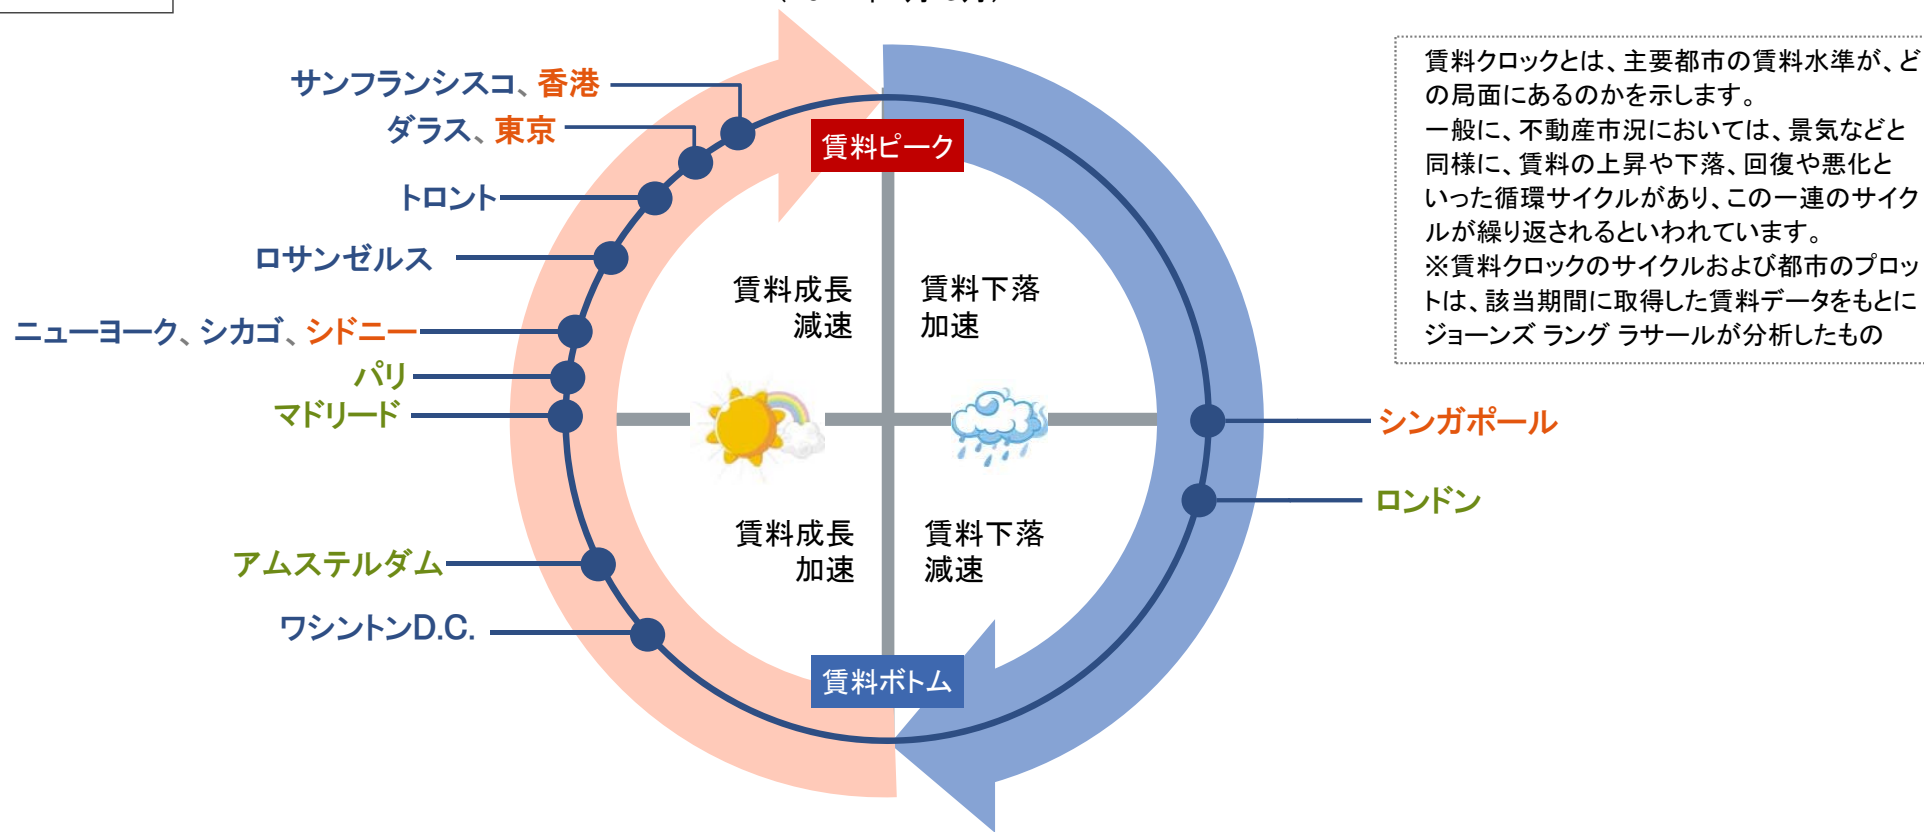 サンフランシスコ、香港
ダラス、東京
トロント
ロサンゼルス
ニューヨーク、シカゴ、シドニー
パリ
マドリード
アムステルダム
ワシントンD.C.
賃料ピーク
賃料成長
減速
賃料下落
加速
賃料成長
加速
賃料下落
減速
賃料ボトム
シンガポール
ロンドン
賃料クロックとは、主要都市の賃料水準が、ど
の局面にあるのかを示します。
一般に、不動産市況においては、景気などと
同様に、賃料の上昇や下落、回復や悪化と
いった循環サイクルがあり、この一連のサイク
ルが繰り返されるといわれています。
※賃料クロックのサイクルおよび都市のプロッ
トは、該当期間に取得した賃料データをもとに
ジョーンズ ラング ラサールが分析したもの